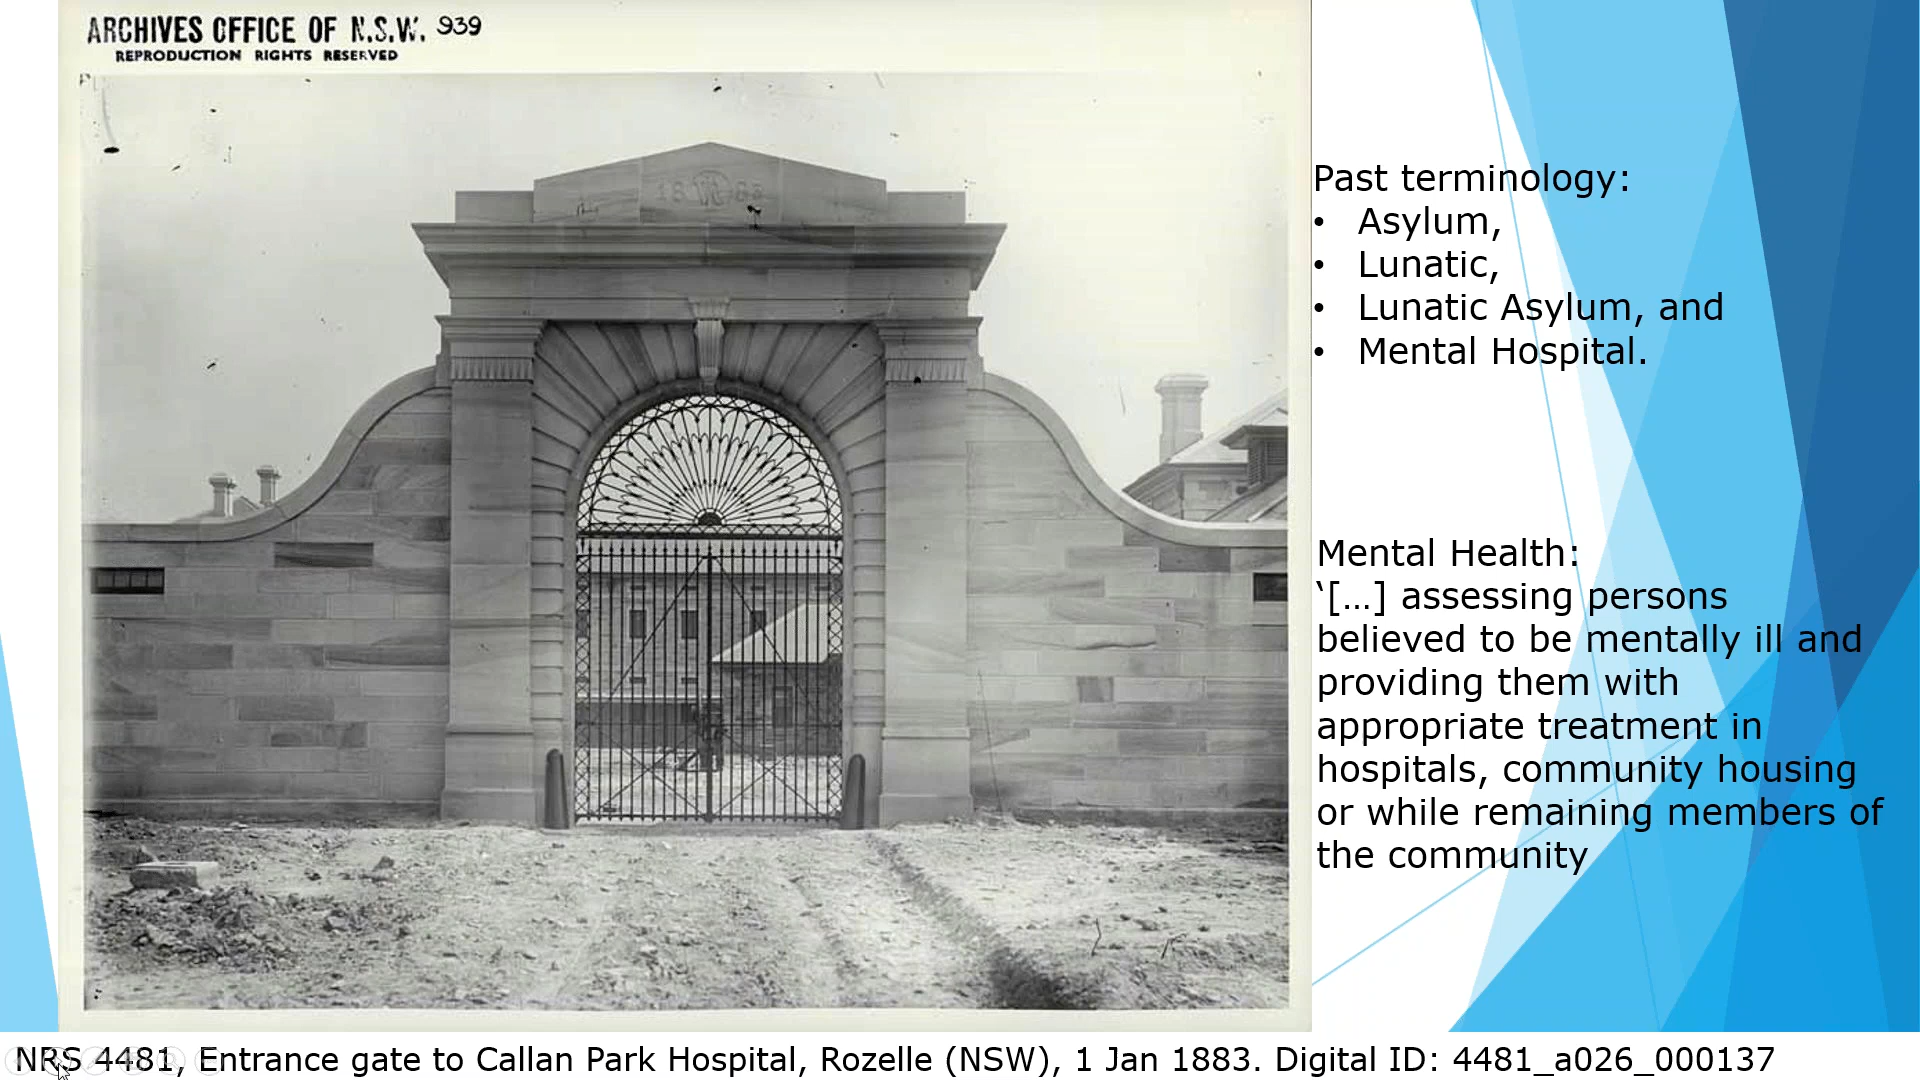 ARCHIVES OFFICE OF N.S.W. 939
REPRODUCTION RIGHTS RESERVED
Past terminology:
• Asylum,
• Lunatic,
• Lunatic Asylum, and
• Mental Hospital.
Mental Health:
‘[…] assessing persons
believed to be mentally ill and
providing them with
appropriate treatment in
hospitals, community housing
or while remaining members of
the community
NRS 4481, Entrance gate to Callan Park Hospital, Rozelle (NSW), 1 Jan 1883. Digital ID: 4481_a026_000137